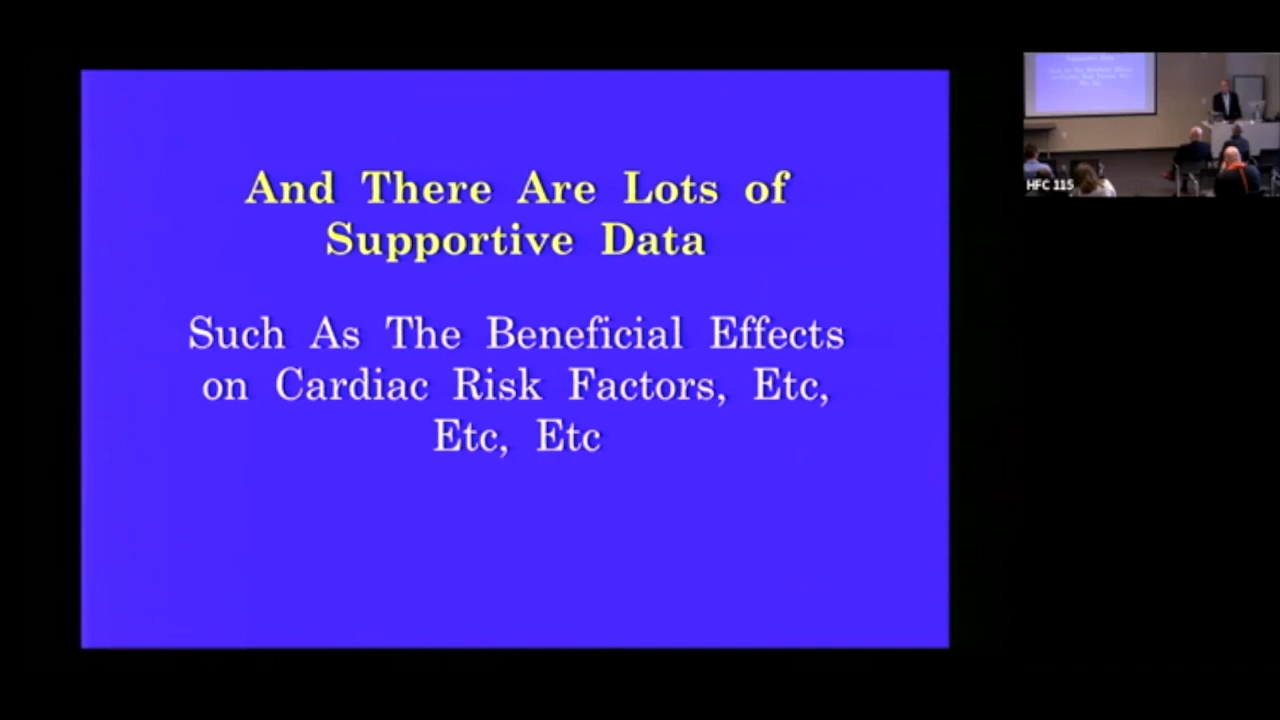 And There Are Lots of
Supportive Data
Such As The Beneficial Effects
on Cardiac Risk Factors, Etc,
Etc, Etc
HFC 115